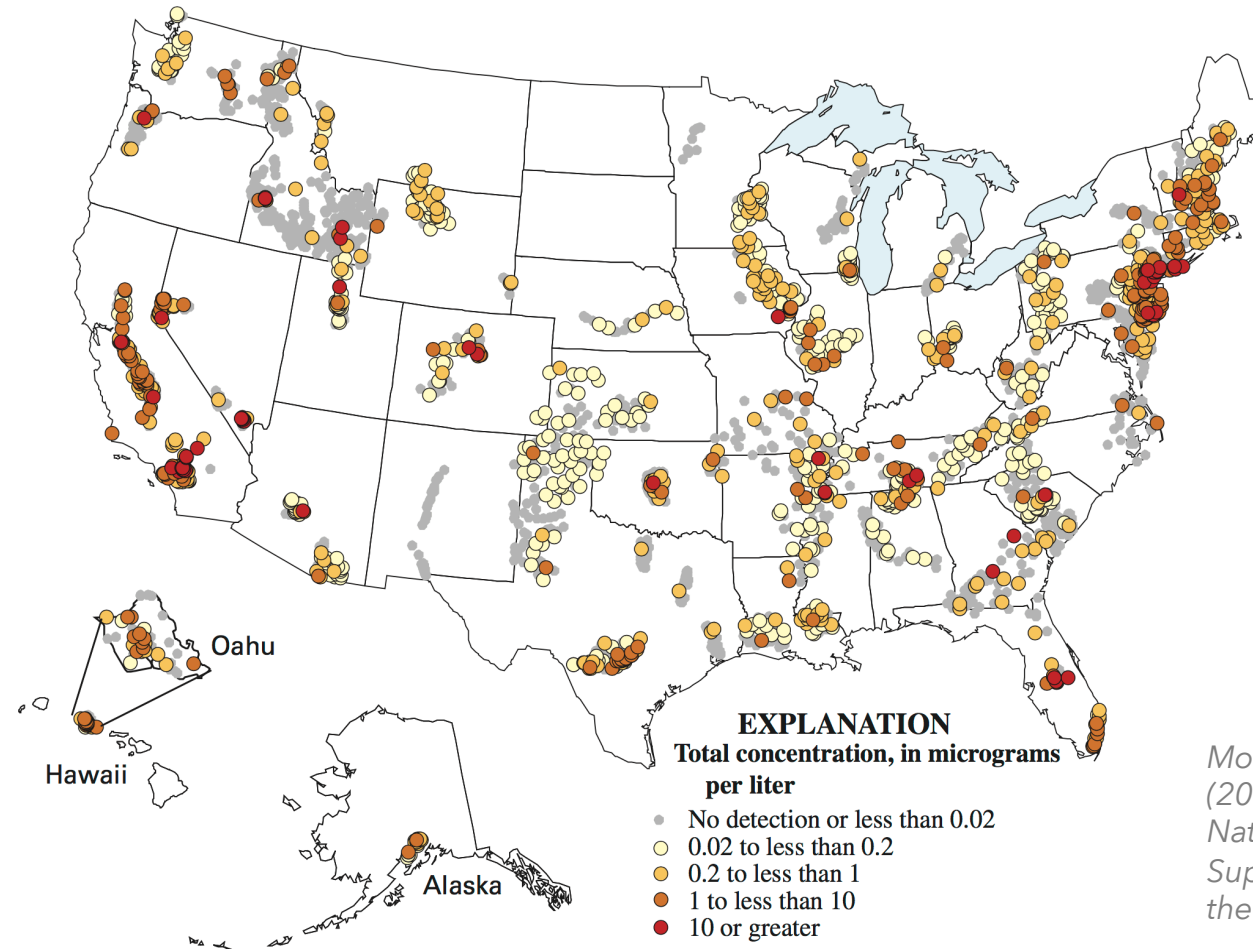 Oahu
Hawaii
Alaska
EXPLANATION
Total concentration, in micrograms
per liter
No detection or less than 0.02
0.02 to less than 0.2
0.2 to less than 1
1 to less than 10
10 or greater
Mo
(20
Nat
Sup
the